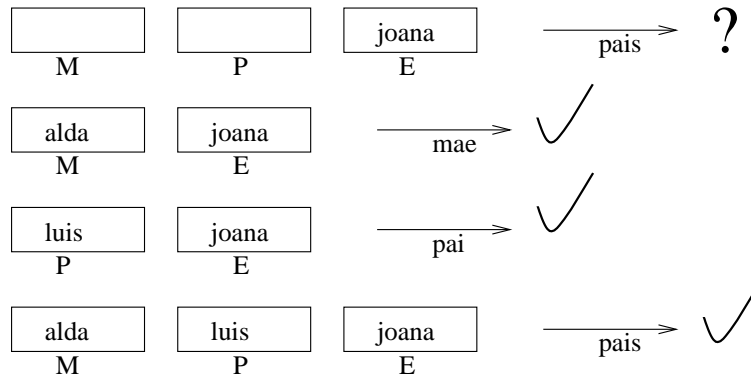 joana
pais ?
M P E
alda joana
mae
M E
luis joana
pai
P E
alda luis joana
pais
M P E